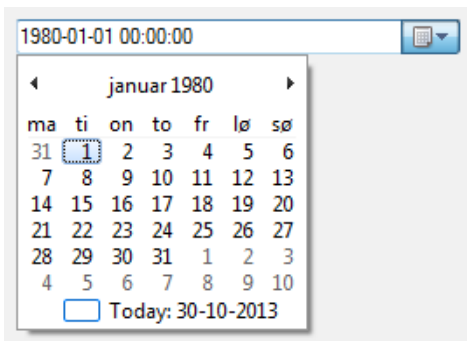 1980-01-01 00:00:00
januar 1980
ma ti on to fr lø sø
31 1 2 3 4 5 6
7 8 9 10 11 12 13
14 15 16 17 18 19 20
21 22 23 24 25 26 27
28 29 30 31 1 2 3
4 5 6 7 8 9 10
Today: 30-10-2013